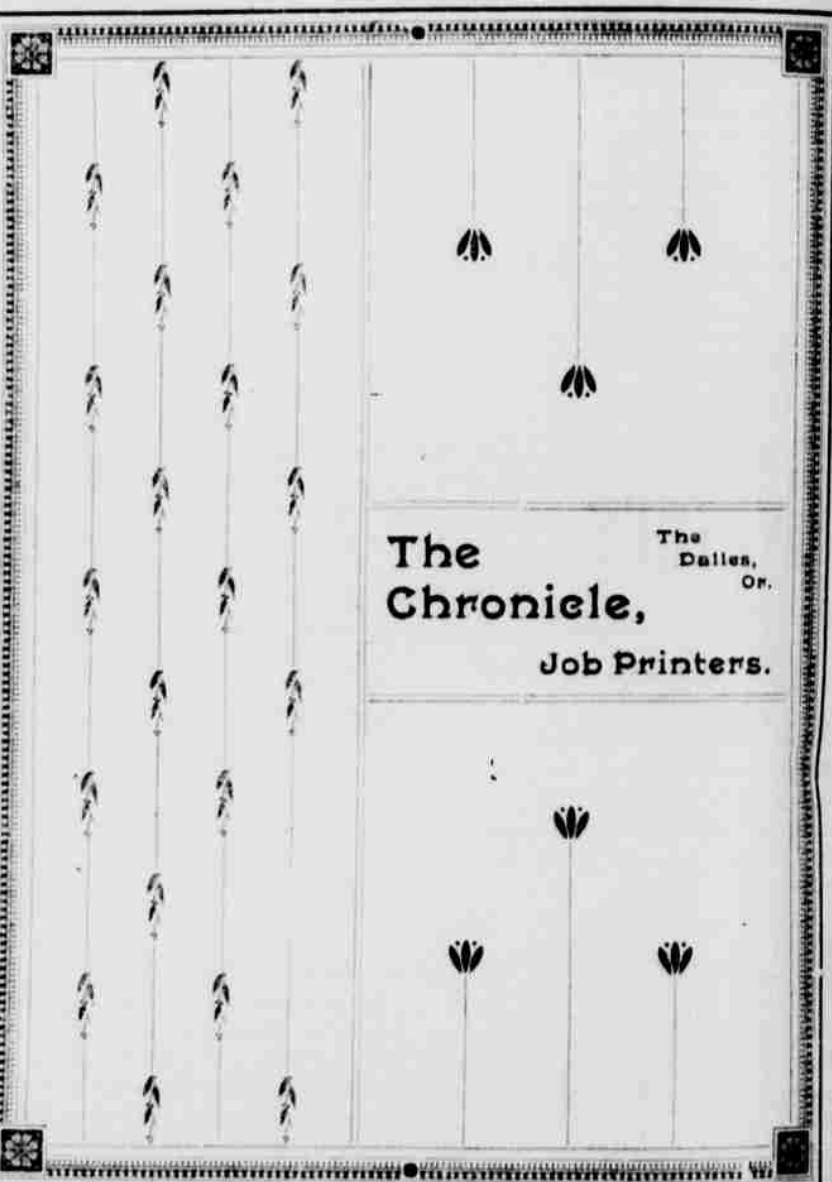 The
Chronicle,
The
Dalles,
Or.
Job Printers.